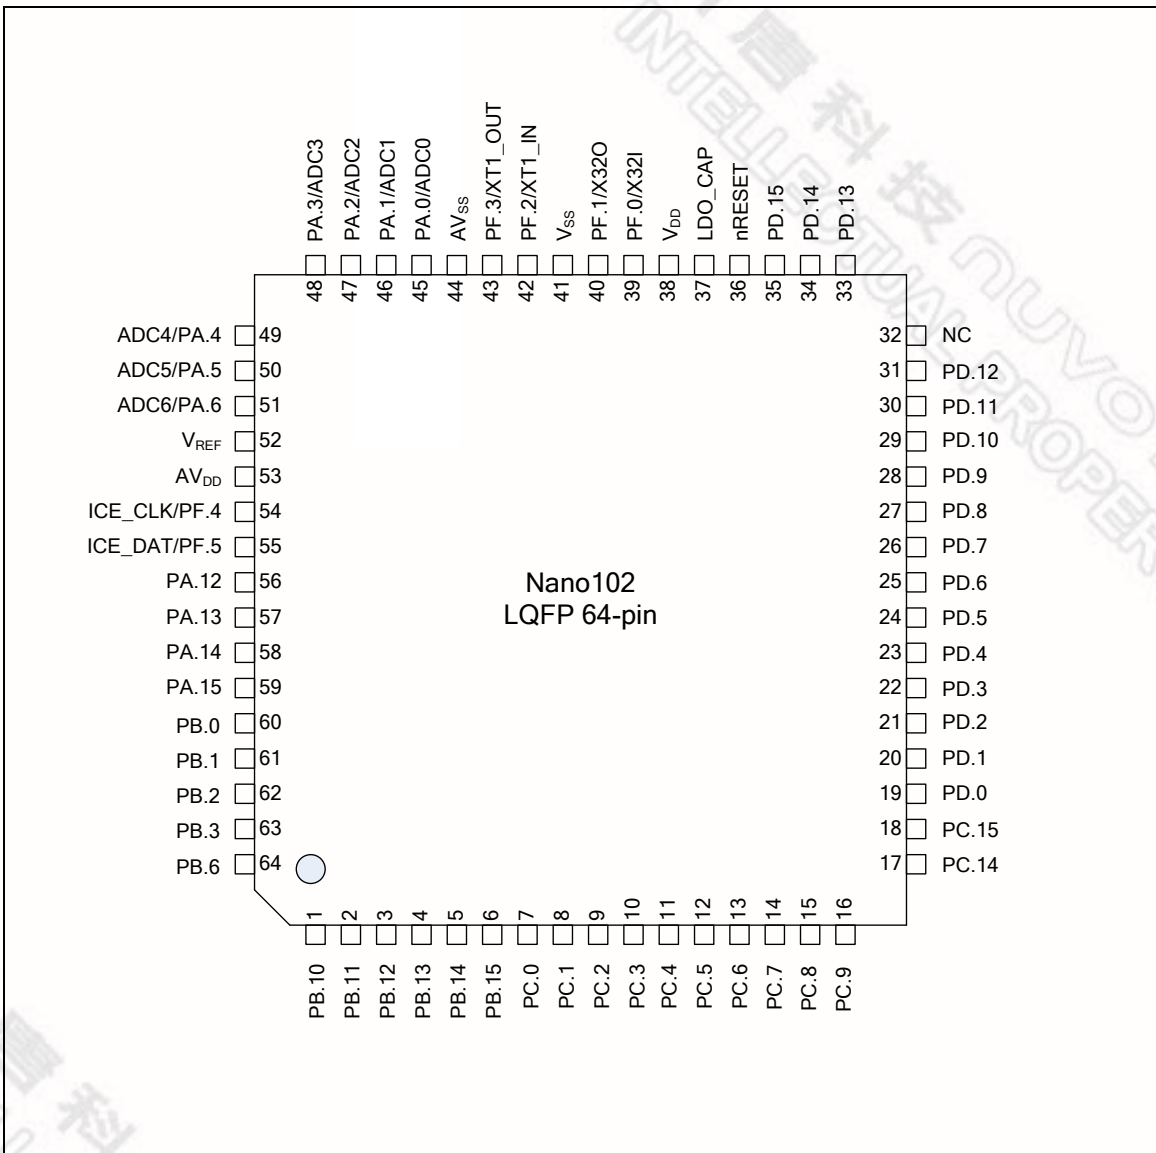 PA.3/ADC3
PA.2/ADC2
PA.1/ADC1
PA.0/ADC0
AVSS
PF.3/XT1_OUT
PF.2/XT1_IN
VSS
PF.1/X32O
PF.0/X32I
VDD
LDO_CAP
nRESET
PD.15
PD.14
PD.13
48 47 46 45 44 43 42 41 40 39 38 37 36 35 34 33
ADC4/PA.4 49
ADC5/PA.5 50
ADC6/PA.6 51
VREF 52
AVDD 53
ICE_CLK/PF.4 54
ICE_DAT/PF.5 55
PA.12 56
PA.13 57
PA.14 58
PA.15 59
PB.0 60
PB.1 61
PB.2 62
PB.3 63
PB.6 64
Nano102
LQFP 64-pin
32 NC
31 PD.12
30 PD.11
29 PD.10
28 PD.9
27 PD.8
26 PD.7
25 PD.6
24 PD.5
23 PD.4
22 PD.3
21 PD.2
20 PD.1
19 PD.0
18 PC.15
17 PC.14
1 2 3 4 5 6 7 8 9 10 11 12 13 14 15 16
PB.10
PB.11
PB.12
PB.13
PB.14
PB.15
PC.0
PC.1
PC.2
PC.3
PC.4
PC.5
PC.6
PC.7
PC.8
PC.9
唐科技
INTELLECTUAL
唐科